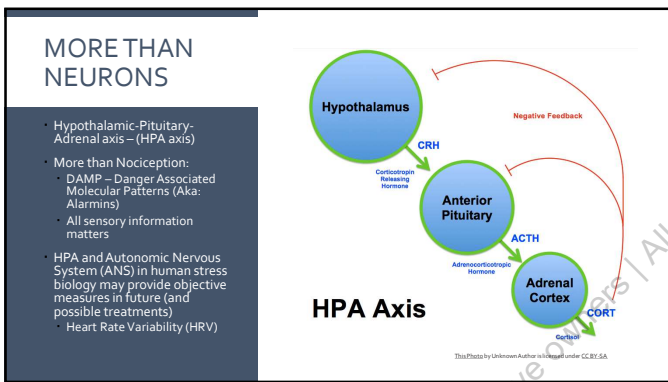 MORE THAN
NEURONS
Hypothalamic-Pituitary-
Adrenal axis – (HPA axis)
More than Nociception:
DAMP – Danger Associated
Molecular Patterns (Aka:
Alarmins)
All sensory information
matters
HPA and Autonomic Nervous
System (ANS) in human stress
biology may provide objective
measures in future (and
possible treatments)
Heart Rate Variability (HRV)
Hypothalamus
Negative Feedback
CRH
Corticotropin
Releasing
Hormone
Anterior
Pituitary
ACTH
Adrenocorticotropic
Hormone
Adrenal
Cortex
CORT
Cortisol
HPA Axis
This Photo by Unknown Author is licensed under CC BY-SA
owners | All